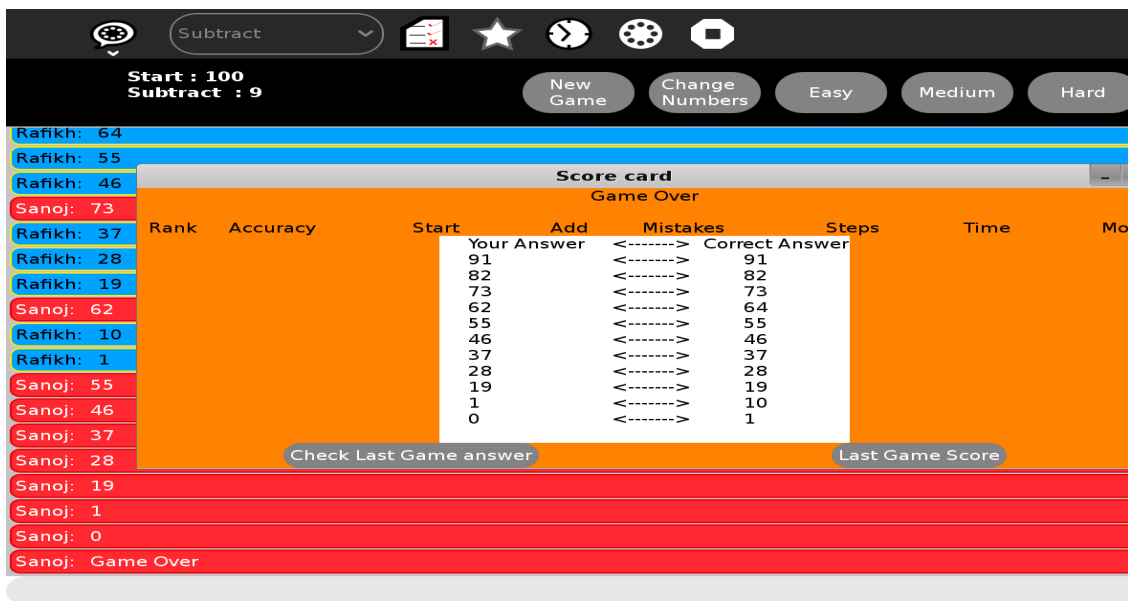 Subtract
Start : 100
Subtract : 9
New Game
Change Numbers
Easy
Medium
Hard
Rafikh: 64
Rafikh: 55
Rafikh: 46
Sanoj: 73
Rafikh: 37
Rafikh: 28
Rafikh: 19
Sanoj: 62
Rafikh: 10
Rafikh: 1
Sanoj: 55
Sanoj: 46
Sanoj: 37
Sanoj: 28
Sanoj: 19
Sanoj: 1
Sanoj: 0
Sanoj: Game Over
Score card
Game Over
Rank Accuracy Start Add Mistakes Steps Time Mo
Your Answer <-------> Correct Answer
91 <-------> 91
82 <-------> 82
73 <-------> 73
62 <-------> 64
55 <-------> 55
46 <-------> 46
37 <-------> 37
28 <-------> 28
19 <-------> 19
1 <-------> 10
0 <-------> 1
Check Last Game answer
Last Game Score